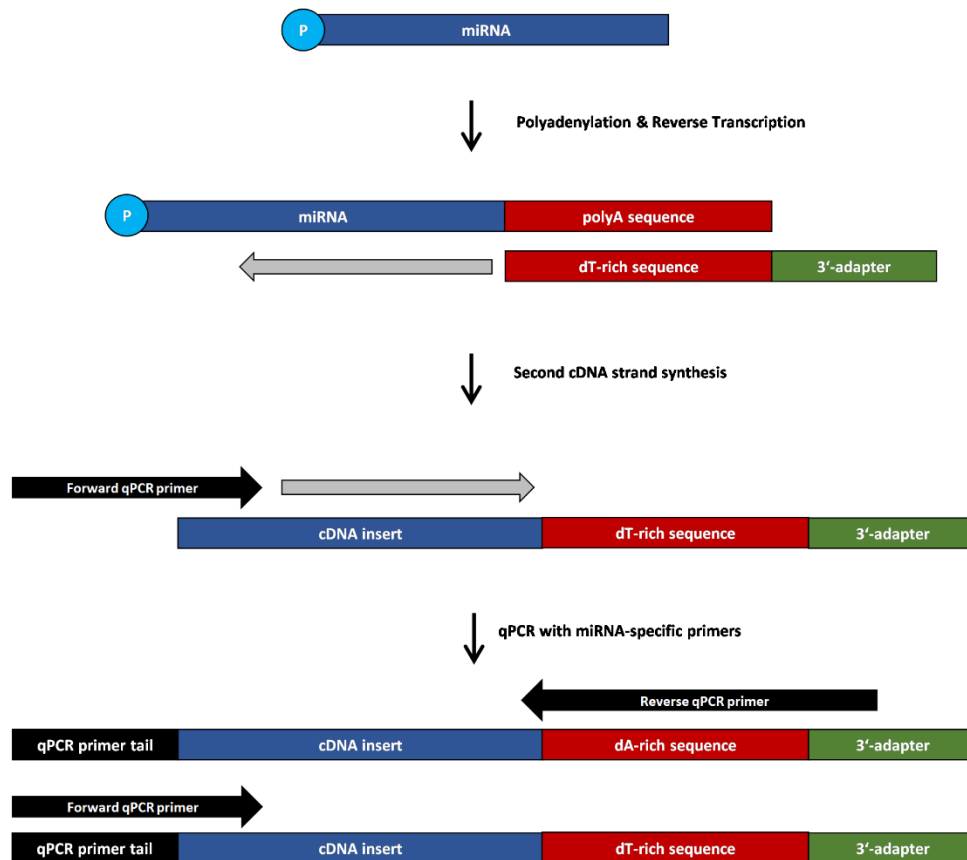 P
miRNA
Polyadenylation & Reverse Transcription
P
miRNA
polyA sequence
dT-rich sequence
3‘-adapter
Second cDNA strand synthesis
Forward qPCR primer
cDNA insert
dT-rich sequence
3‘-adapter
qPCR with miRNA-specific primers
Reverse qPCR primer
qPCR primer tail
cDNA insert
dA-rich sequence
3‘-adapter
Forward qPCR primer
qPCR primer tail
cDNA insert
dT-rich sequence
3‘-adapter